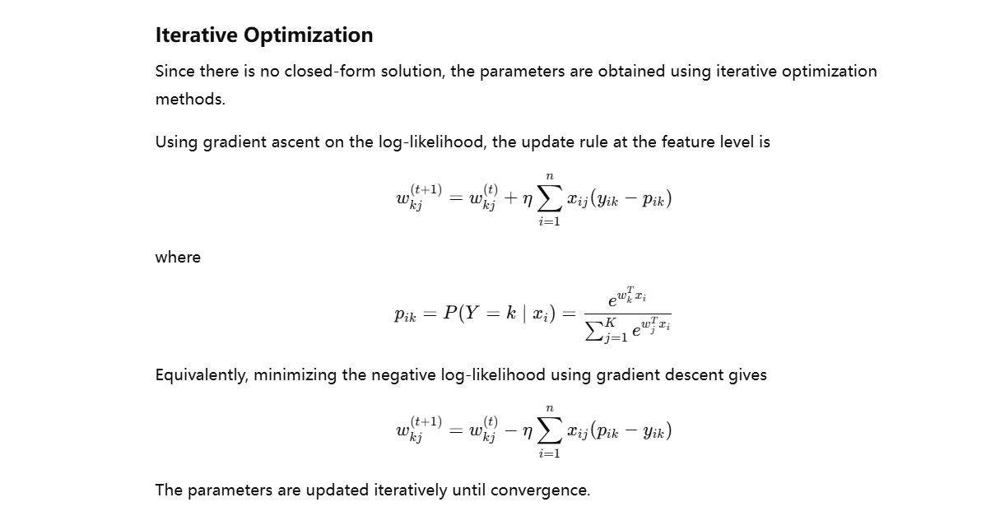 Iterative Optimization
Since there is no closed-form solution, the parameters are obtained using iterative optimization
methods.
Using gradient ascent on the log-likelihood, the update rule at the feature level is
$$w_{kj}^{(t+1)} = w_{kj}^{(t)} + \eta \sum_{i=1}^{n} x_{ij}(y_{ik} - p_{ik})$$
where
$$p_{ik} = P(Y = k \mid x_i) = \frac{e^{w_k^T x_i}}{\sum_{j=1}^{K} e^{w_j^T x_i}}$$
Equivalently, minimizing the negative log-likelihood using gradient descent gives
$$w_{kj}^{(t+1)} = w_{kj}^{(t)} - \eta \sum_{i=1}^{n} x_{ij}(p_{ik} - y_{ik})$$
The parameters are updated iteratively until convergence.